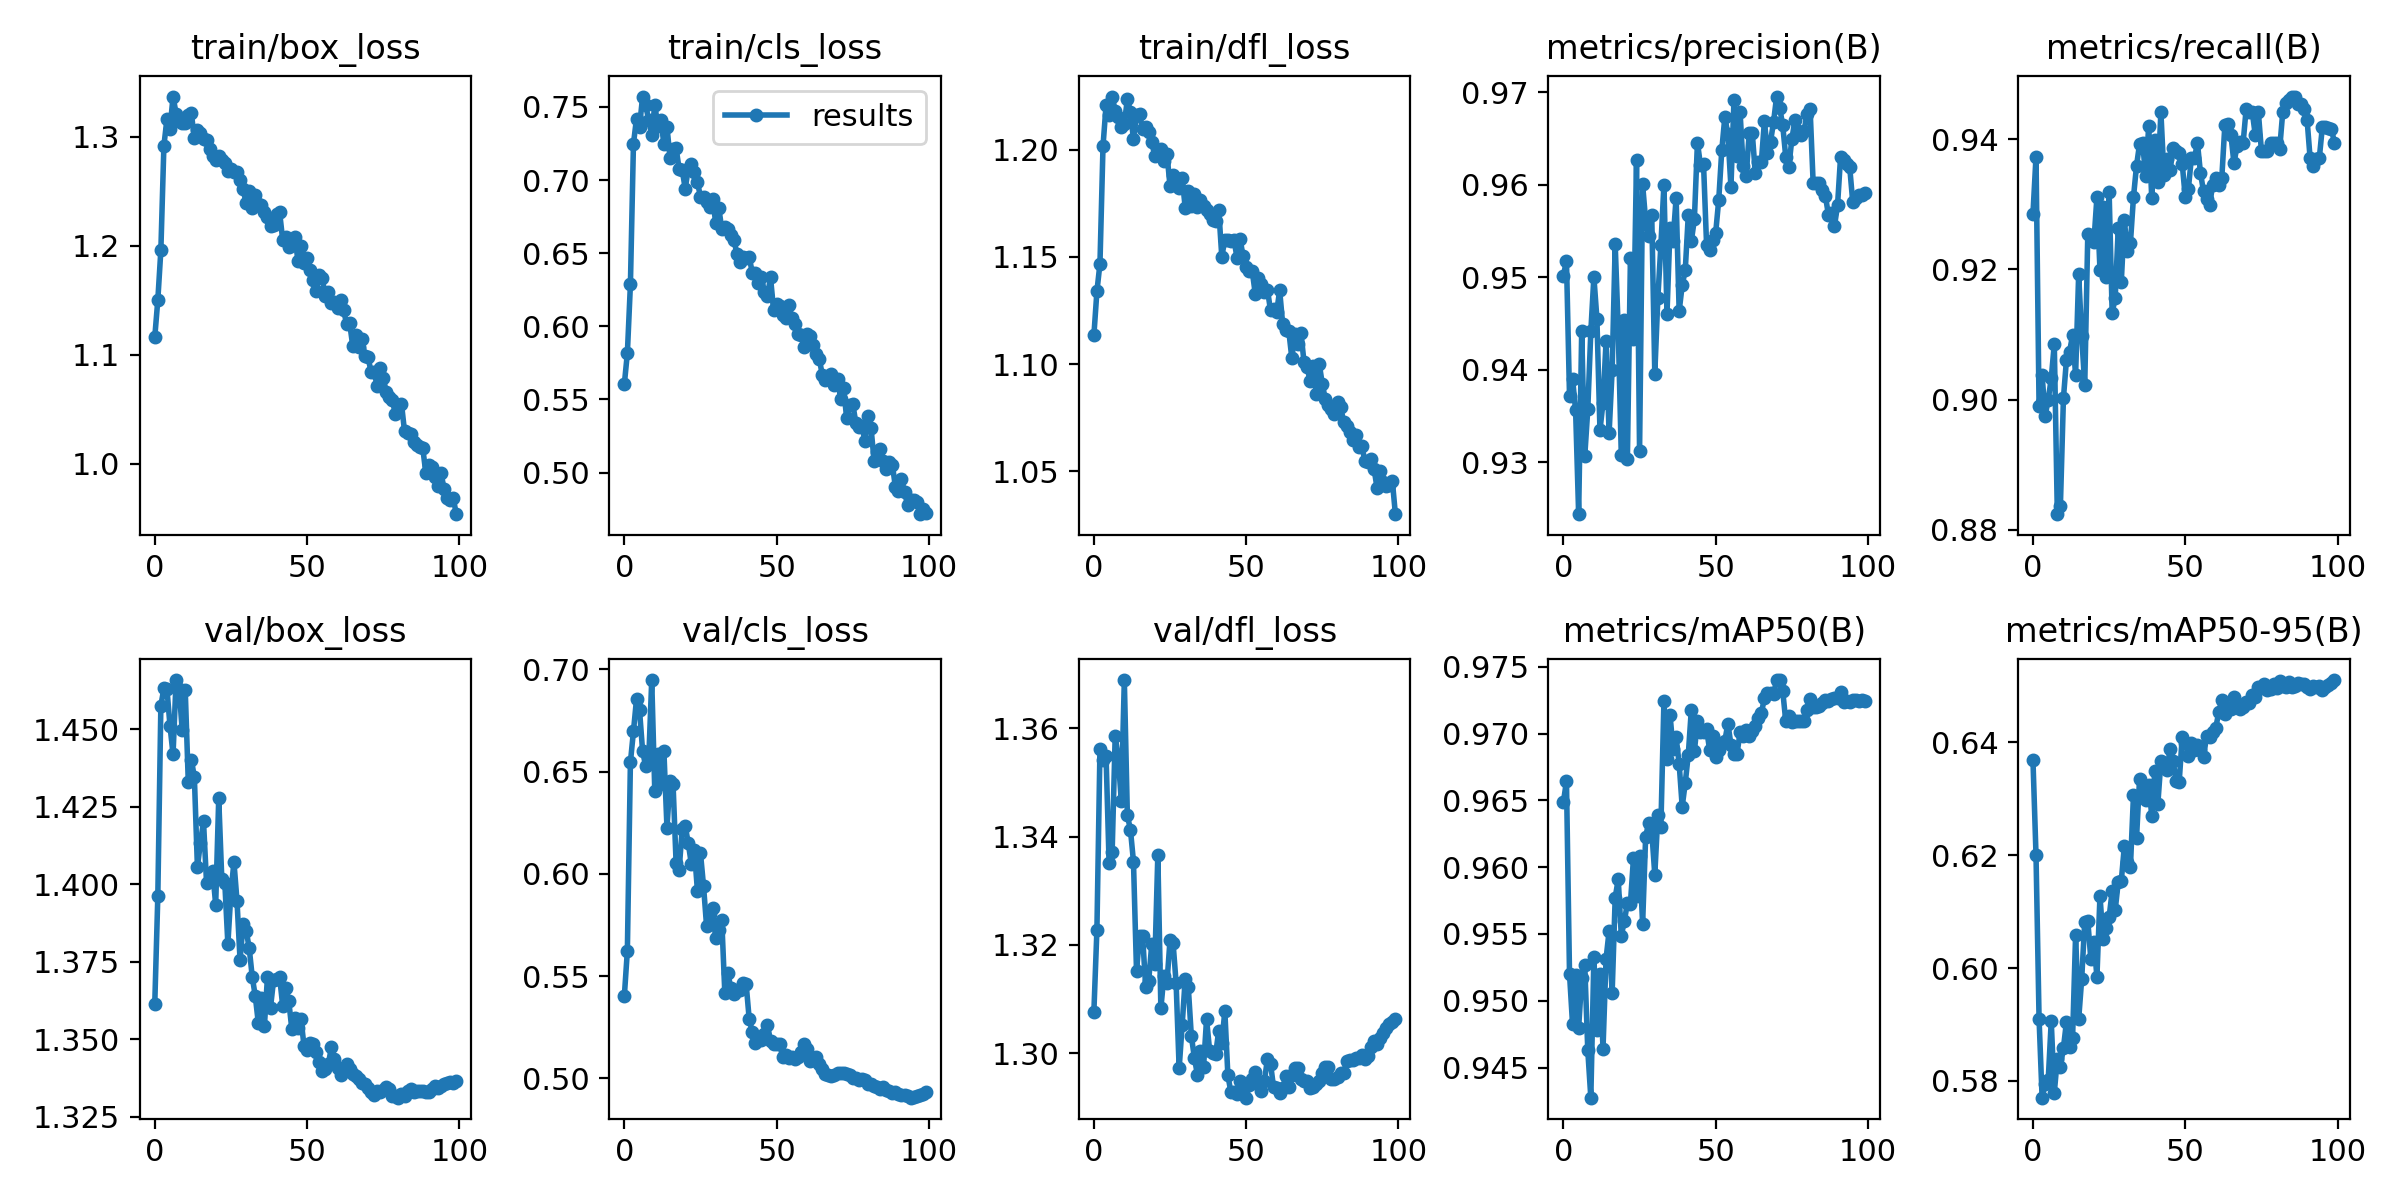 train/box_loss
1.3
1.2
1.1
1.0
0 50 100
train/cls_loss
results
0.75
0.70
0.65
0.60
0.55
0.50
0 50 100
train/dfl_loss
1.20
1.15
1.10
1.05
0 50 100
metrics/precision(B)
0.97
0.96
0.95
0.94
0.93
0 50 100
metrics/recall(B)
0.94
0.92
0.90
0.88
0 50 100
val/box_loss
1.450
1.425
1.400
1.375
1.350
1.325
0 50 100
val/cls_loss
0.70
0.65
0.60
0.55
0.50
0 50 100
val/dfl_loss
1.36
1.34
1.32
1.30
0 50 100
metrics/mAP50(B)
0.975
0.970
0.965
0.960
0.955
0.950
0.945
0 50 100
metrics/mAP50-95(B)
0.64
0.62
0.60
0.58
0 50 100